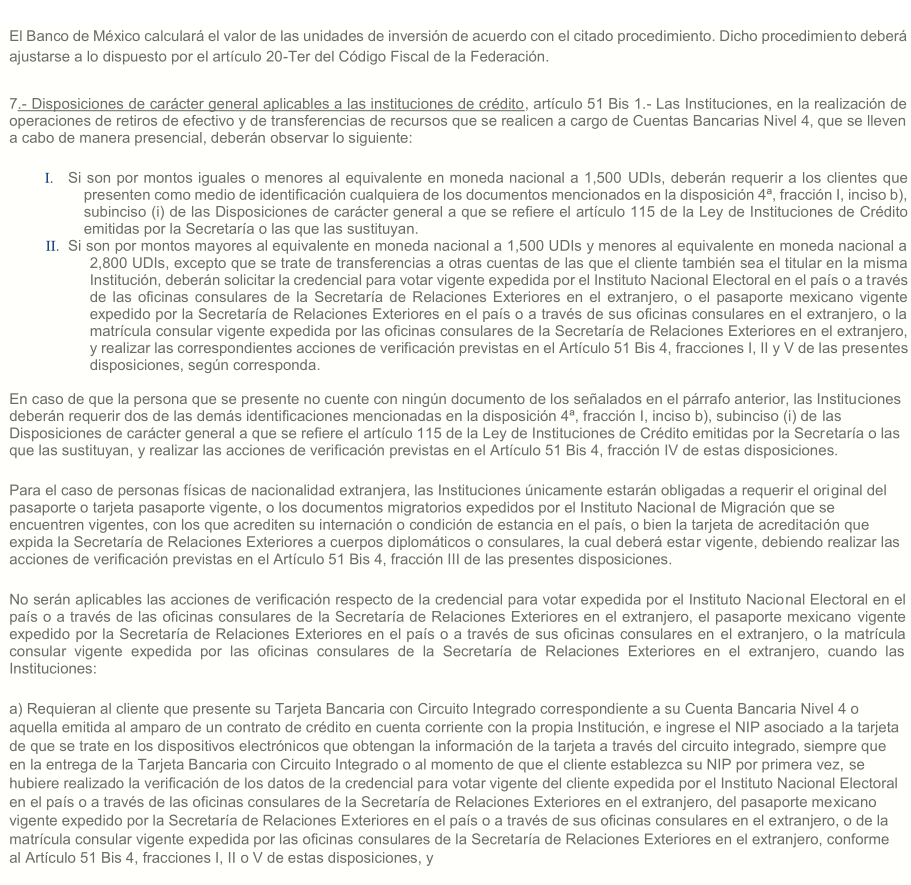 El Banco de México calculará el valor de las unidades de inversión de acuerdo con el citado procedimiento. Dicho procedimiento deberá
ajustarse a lo dispuesto por el artículo 20-Ter del Código Fiscal de la Federación.
7.- Disposiciones de carácter general aplicables a las instituciones de crédito, artículo 51 Bis 1.- Las Instituciones, en la realización de
operaciones de retiros de efectivo y de transferencias de recursos que se realicen a cargo de Cuentas Bancarias Nivel 4, que se lleven
a cabo de manera presencial, deberán observar lo siguiente:
I. Si son por montos iguales o menores al equivalente en moneda nacional a 1,500 UDIs, deberán requerir a los clientes que
presenten como medio de identificación cualquiera de los documentos mencionados en la disposición 4ª, fracción I, inciso b),
subinciso (i) de las Disposiciones de carácter general a que se refiere el artículo 115 de la Ley de Instituciones de Crédito
emitidas por la Secretaría o las que las sustituyan.
II. Si son por montos mayores al equivalente en moneda nacional a 1,500 UDIs y menores al equivalente en moneda nacional a
2,800 UDIs, excepto que se trate de transferencias a otras cuentas de las que el cliente también sea el titular en la misma
Institución, deberán solicitar la credencial para votar vigente expedida por el Instituto Nacional Electoral en el país o a través
de las oficinas consulares de la Secretaría de Relaciones Exteriores en el extranjero, o el pasaporte mexicano vigente
expedido por la Secretaría de Relaciones Exteriores en el país o a través de sus oficinas consulares en el extranjero, o la
matrícula consular vigente expedida por las oficinas consulares de la Secretaría de Relaciones Exteriores en el extranjero,
y realizar las correspondientes acciones de verificación previstas en el Artículo 51 Bis 4, fracciones I, II y V de las presentes
disposiciones, según corresponda.
En caso de que la persona que se presente no cuente con ningún documento de los señalados en el párrafo anterior, las Instituciones
deberán requerir dos de las demás identificaciones mencionadas en la disposición 4ª, fracción I, inciso b), subinciso (i) de las
Disposiciones de carácter general a que se refiere el artículo 115 de la Ley de Instituciones de Crédito emitidas por la Secretaría o las
que las sustituyan, y realizar las acciones de verificación previstas en el Artículo 51 Bis 4, fracción IV de estas disposiciones.
Para el caso de personas físicas de nacionalidad extranjera, las Instituciones únicamente estarán obligadas a requerir el original del
pasaporte o tarjeta pasaporte vigente, o los documentos migratorios expedidos por el Instituto Nacional de Migración que se
encuentren vigentes, con los que acrediten su internación o condición de estancia en el país, o bien la tarjeta de acreditación que
expida la Secretaría de Relaciones Exteriores a cuerpos diplomáticos o consulares, la cual deberá estar vigente, debiendo realizar las
acciones de verificación previstas en el Artículo 51 Bis 4, fracción III de las presentes disposiciones.
No serán aplicables las acciones de verificación respecto de la credencial para votar expedida por el Instituto Nacional Electoral en el
país o a través de las oficinas consulares de la Secretaría de Relaciones Exteriores en el extranjero, el pasaporte mexicano vigente
expedido por la Secretaría de Relaciones Exteriores en el país o a través de sus oficinas consulares en el extranjero, o la matrícula
consular vigente expedida por las oficinas consulares de la Secretaría de Relaciones Exteriores en el extranjero, cuando las
Instituciones:
a) Requieran al cliente que presente su Tarjeta Bancaria con Circuito Integrado correspondiente a su Cuenta Bancaria Nivel 4 o
aquella emitida al amparo de un contrato de crédito en cuenta corriente con la propia Institución, e ingrese el NIP asociado a la tarjeta
de que se trate en los dispositivos electrónicos que obtengan la información de la tarjeta a través del circuito integrado, siempre que
en la entrega de la Tarjeta Bancaria con Circuito Integrado o al momento de que el cliente establezca su NIP por primera vez, se
hubiere realizado la verificación de los datos de la credencial para votar vigente del cliente expedida por el Instituto Nacional Electoral
en el país o a través de las oficinas consulares de la Secretaría de Relaciones Exteriores en el extranjero, del pasaporte mexicano
vigente expedido por la Secretaría de Relaciones Exteriores en el país o a través de sus oficinas consulares en el extranjero, o de la
matrícula consular vigente expedida por las oficinas consulares de la Secretaría de Relaciones Exteriores en el extranjero, conforme
al Artículo 51 Bis 4, fracciones I, II o V de estas disposiciones, y